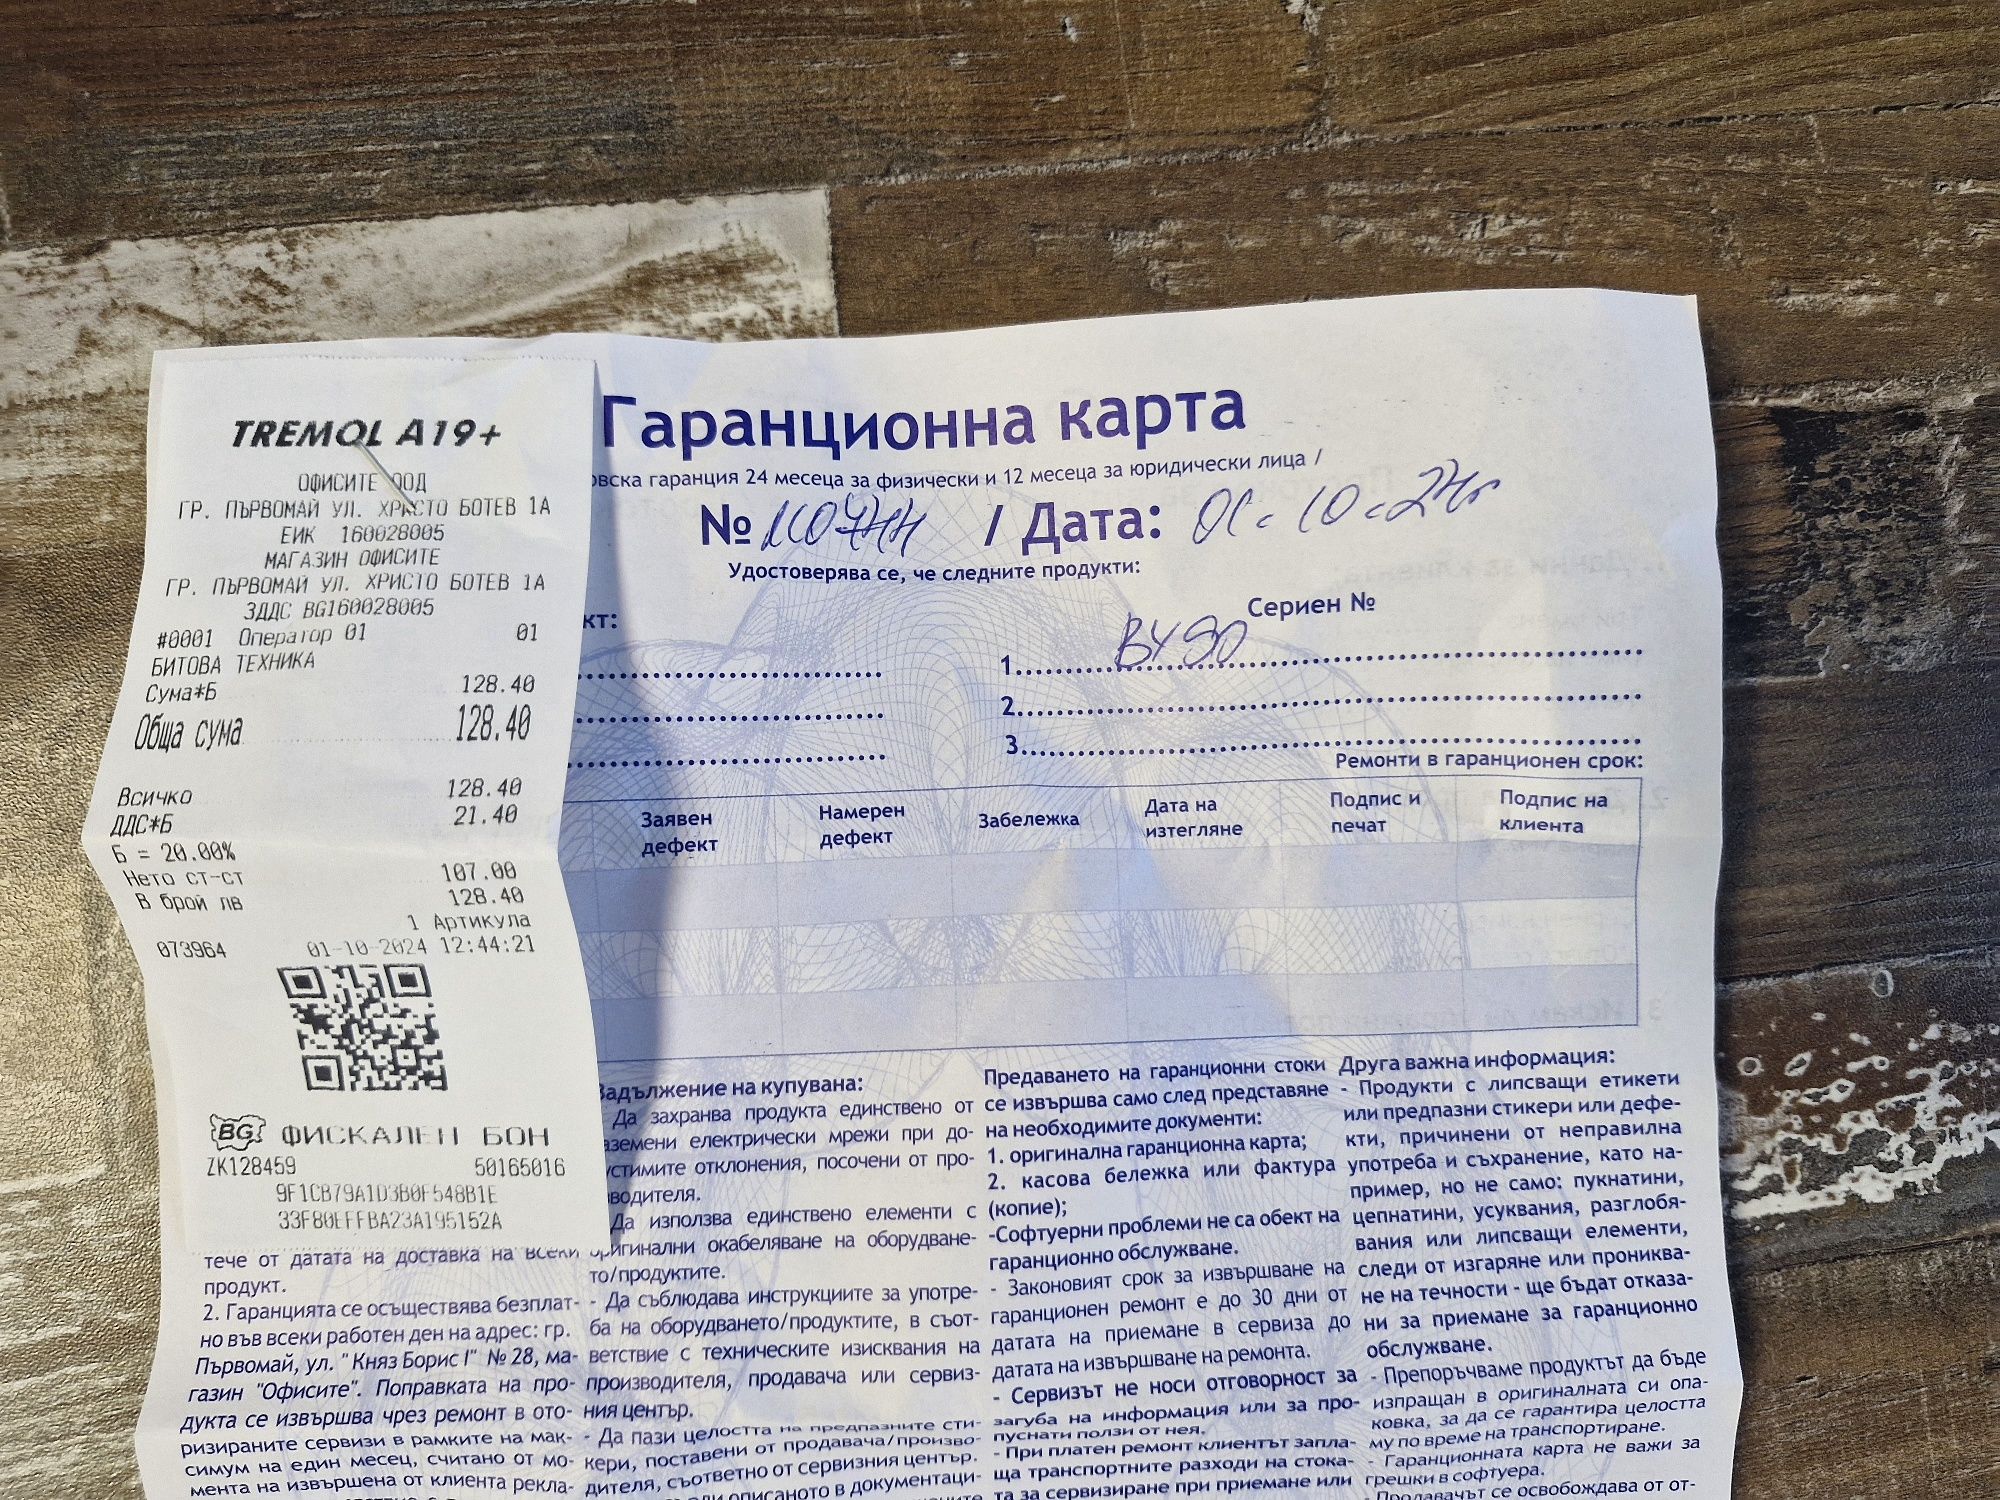 TREMOL A19+
ОФИСИТЕ ООД
ГР. ПЪРВОМАЙ УЛ. ХРИСТО БОТЕВ 1А
ЕИК 160028005
МАГАЗИН ОФИСИТЕ
ГР. ПЪРВОМАЙ УЛ. ХРИСТО БОТЕВ 1А
ЗДДС BG160028005
#0001 Оператор 01 01
БИТОВА ТЕХНИКА
Сума*Б 128.40
Обща сума 128.40
Всичко 128.40
ДДС*Б 21.40
Б = 20.00%
Нето ст-ст 107.00
В брой лв 128.40
1 Артикула
073964 01-10-2024 12:44:21
BG ФИСКАЛЕН БОН
ZK128459 50165016
9F1CB79A1D3B0F548B1E
33F80EFFBA23A195152A
Гаранционна карта
гаранция 24 месеца за физически и 12 месеца за юридически лица /
№ / Дата: 01.10.24г
Удостоверява се, че следните продукти:
кт:
Сериен №
1. BY90
2.
3.
Ремонти в гаранционен срок:
Заявен дефект
Намерен дефект
Забележка
Дата на изтегляне
Подпис и печат
Подпис на клиента
тече от датата на доставка на всеки
продукт.
2. Гаранцията се осъществява безплат-
но във всеки работен ден на адрес: гр.
Първомай, ул. "Княз Борис I" № 28, ма-
газин "Офисите". Поправката на про-
дукта се извършва чрез ремонт в ото-
ризираните сервизи в рамките на мак-
симум на един месец, считано от мо-
мента на извършена от клиента рекла-
Задължение на купувача:
Да захранва продукта единствено от
заземени електрически мрежи при до-
устимите отклонения, посочени от про-
водителя.
Да използва единствено елементи с
оригинални окабеляване на оборудване-
то/продуктите.
- Да съблюдава инструкциите за употре-
ба на оборудването/продуктите, в съот-
ветствие с техническите изисквания на
производителя, продавача или сервиз-
ния център.
- Да пази целостта на предпазните сти-
кери, поставени от продавача/произво-
дителя, съответно от сервизния център.
описаното в документаци-
Предаването на гаранционни стоки
се извършва само след представяне
на необходимите документи:
1. оригинална гаранционна карта;
2. касова бележка или фактура
(копие);
-Софтуерни проблеми не са обект на
гаранционно обслужване.
- Законовият срок за извършване на
гаранционен ремонт е до 30 дни от
датата на приемане в сервиза до
датата на извършване на ремонта.
- Сервизът не носи отговорност за
загуба на информация или за про-
пуснати ползи от нея.
- При платен ремонт клиентът запла-
ща транспортните разходи на стока-
та за сервизиране при приемане или
Друга важна информация:
- Продукти с липсващи етикети
или предпазни стикери или дефе-
кти, причинени от неправилна
употреба и съхранение, като на-
пример, но не само: пукнатини,
цепнатини, усуквания, разглобя-
вания или липсващи елементи,
следи от изгаряне или прониква-
не на течности - ще бъдат отказа-
ни за приемане за гаранционно
обслужване.
- Препоръчваме продуктът да бъде
изпращан в оригиналната си опа-
ковка, за да се гарантира целостта
му по време на транспортиране.
- Гаранционната карта не важи за
грешки в софтуера.
- Продавачът се освобождава от от-